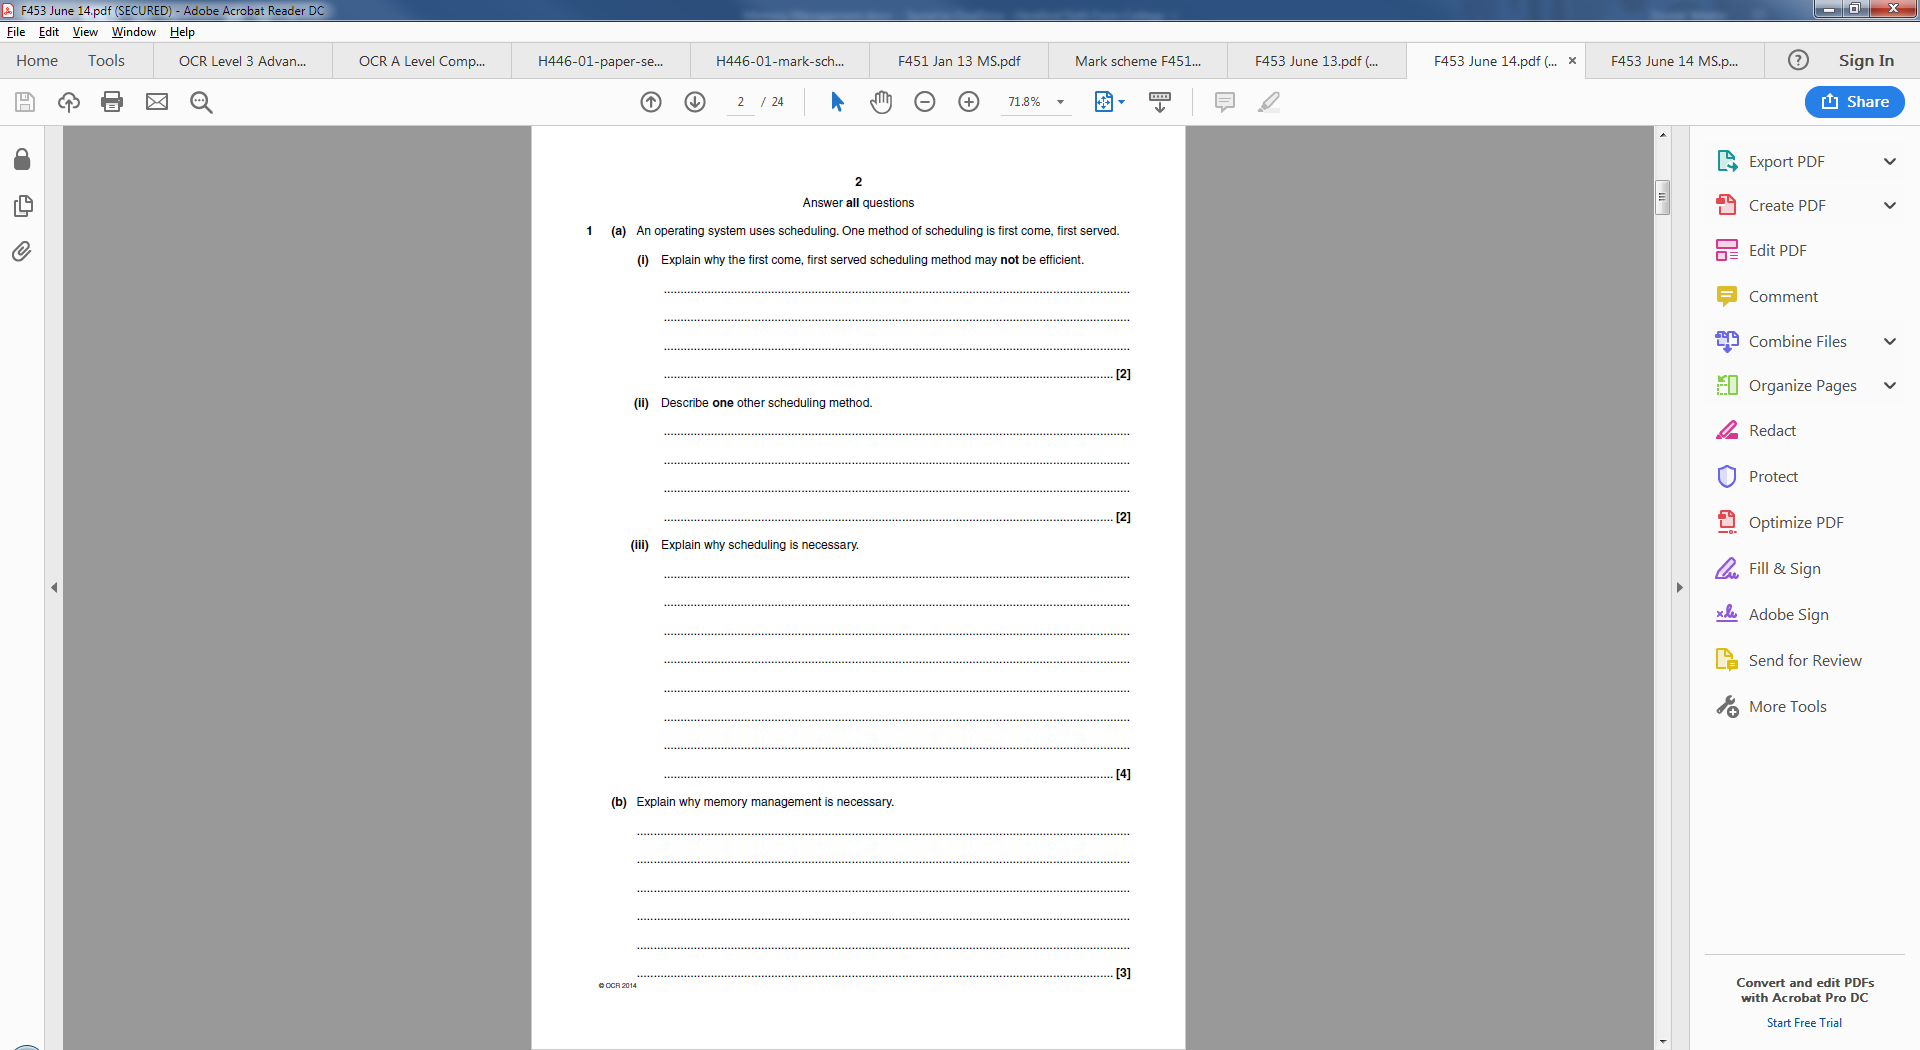 F453 June 14.pdf (SECURED) - Adobe Acrobat Reader DC
File Edit View Window Help
Home Tools OCR Level 3 Advan... OCR A Level Comp... H446-01-paper-se... H446-01-mark-sch... F451 Jan 13 MS.pdf Mark scheme F451... F453 June 13.pdf (... F453 June 14.pdf (... × F453 June 14 MS.p... ? Sign In
2 / 24 71.8% Share
2
Answer all questions
1 (a) An operating system uses scheduling. One method of scheduling is first come, first served.
(i) Explain why the first come, first served scheduling method may not be efficient.
[2]
(ii) Describe one other scheduling method.
[2]
(iii) Explain why scheduling is necessary.
[4]
(b) Explain why memory management is necessary.
[3]
© OCR 2014
Export PDF
Create PDF
Edit PDF
Comment
Combine Files
Organize Pages
Redact
Protect
Optimize PDF
Fill & Sign
Adobe Sign
Send for Review
More Tools
Convert and edit PDFs
with Acrobat Pro DC
Start Free Trial